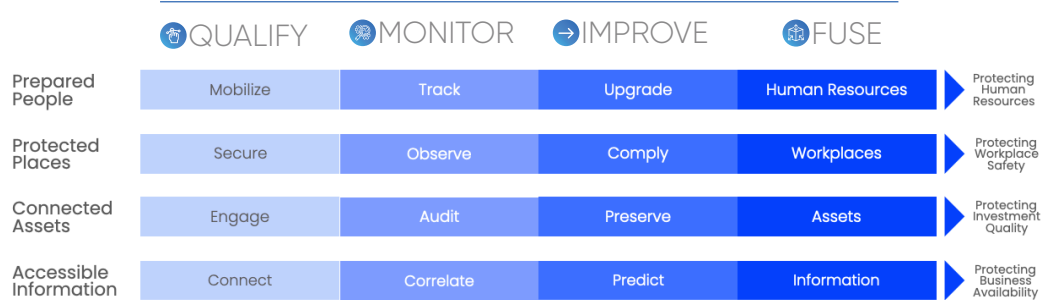 QUALIFY MONITOR IMPROVE FUSE
Prepared
People
Mobilize Track Upgrade Human Resources
Protecting
Human
Resources
Protected
Places
Secure Observe Comply Workplaces
Protecting
Workplace
Safety
Connected
Assets
Engage Audit Preserve Assets
Protecting
Investment
Quality
Accessible
Information
Connect Correlate Predict Information
Protecting
Business
Availability